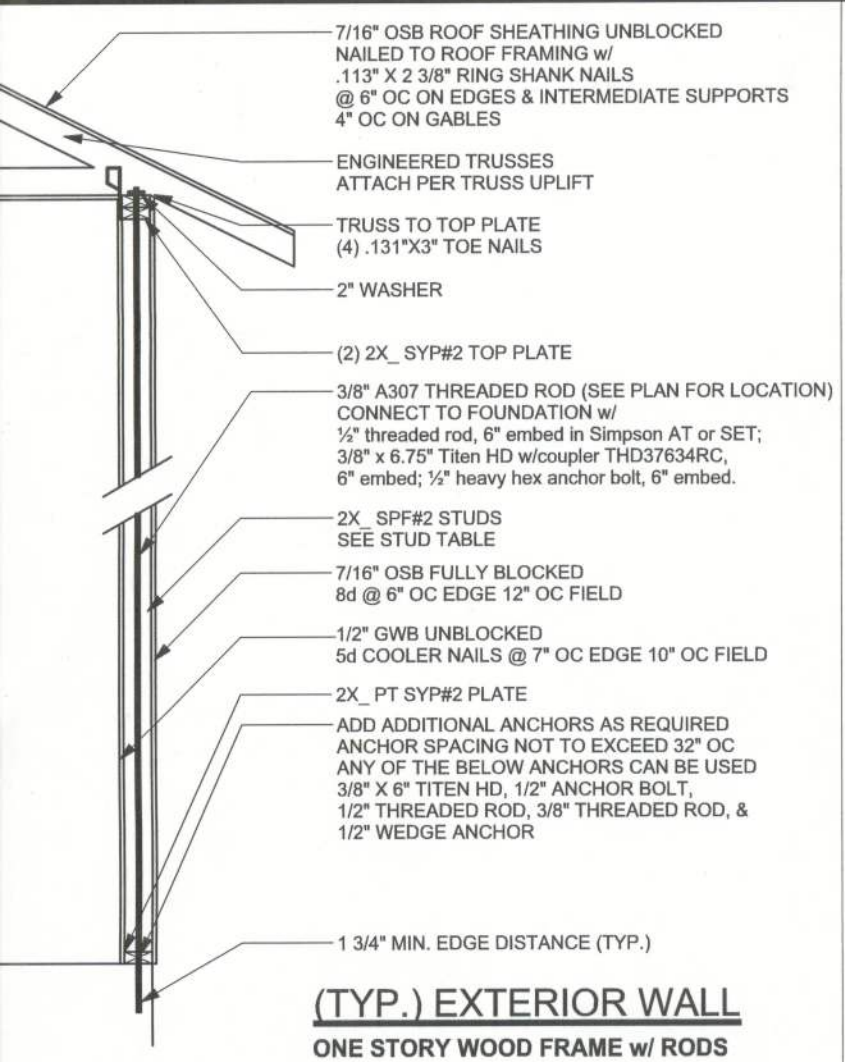 7/16" OSB ROOF SHEATHING UNBLOCKED
NAILED TO ROOF FRAMING w/
.113" X 2 3/8" RING SHANK NAILS
@ 6" OC ON EDGES & INTERMEDIATE SUPPORTS
4" OC ON GABLES
ENGINEERED TRUSSES
ATTACH PER TRUSS UPLIFT
TRUSS TO TOP PLATE
(4) .131"X3" TOE NAILS
2" WASHER
(2) 2X_ SYP#2 TOP PLATE
3/8" A307 THREADED ROD (SEE PLAN FOR LOCATION)
CONNECT TO FOUNDATION w/
½" threaded rod, 6" embed in Simpson AT or SET;
3/8" x 6.75" Titen HD w/coupler THD37634RC,
6" embed; ½" heavy hex anchor bolt, 6" embed.
2X_ SPF#2 STUDS
SEE STUD TABLE
7/16" OSB FULLY BLOCKED
8d @ 6" OC EDGE 12" OC FIELD
1/2" GWB UNBLOCKED
5d COOLER NAILS @ 7" OC EDGE 10" OC FIELD
2X_ PT SYP#2 PLATE
ADD ADDITIONAL ANCHORS AS REQUIRED
ANCHOR SPACING NOT TO EXCEED 32" OC
ANY OF THE BELOW ANCHORS CAN BE USED
3/8" X 6" TITEN HD, 1/2" ANCHOR BOLT,
1/2" THREADED ROD, 3/8" THREADED ROD, &
1/2" WEDGE ANCHOR
1 3/4" MIN. EDGE DISTANCE (TYP.)
(TYP.) EXTERIOR WALL
ONE STORY WOOD FRAME w/ RODS